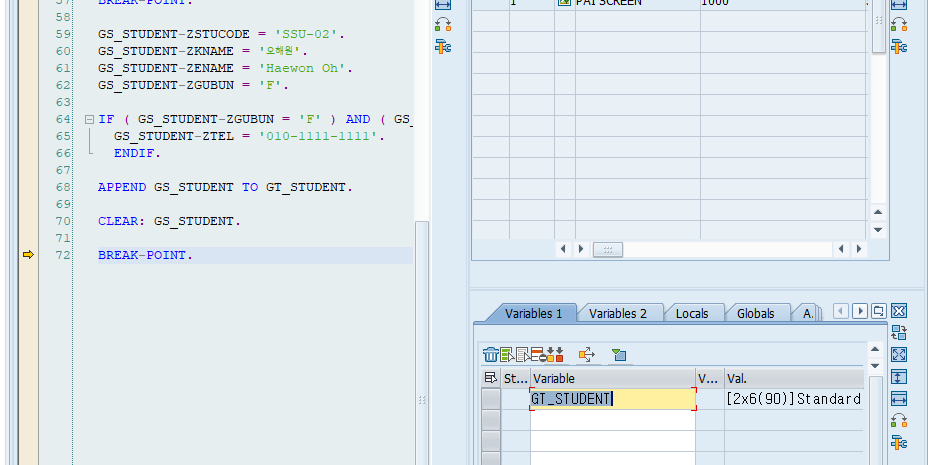 57 BREAK-POINT.
58
59 GS_STUDENT-ZSTUCODE = 'SSU-02'.
60 GS_STUDENT-ZKNAME = '오해원'.
61 GS_STUDENT-ZENAME = 'Haewon Oh'.
62 GS_STUDENT-ZGUBUN = 'F'.
63
64 IF ( GS_STUDENT-ZGUBUN = 'F' ) AND ( GS_
65 GS_STUDENT-ZTEL = '010-1111-1111'.
66 ENDIF.
67
68 APPEND GS_STUDENT TO GT_STUDENT.
69
70 CLEAR: GS_STUDENT.
71
72 BREAK-POINT.
1 PAI SCREEN 1000
Variables 1 Variables 2 Locals Globals A.
St... Variable V... Val.
GT_STUDENT [2x6(90)]Standard